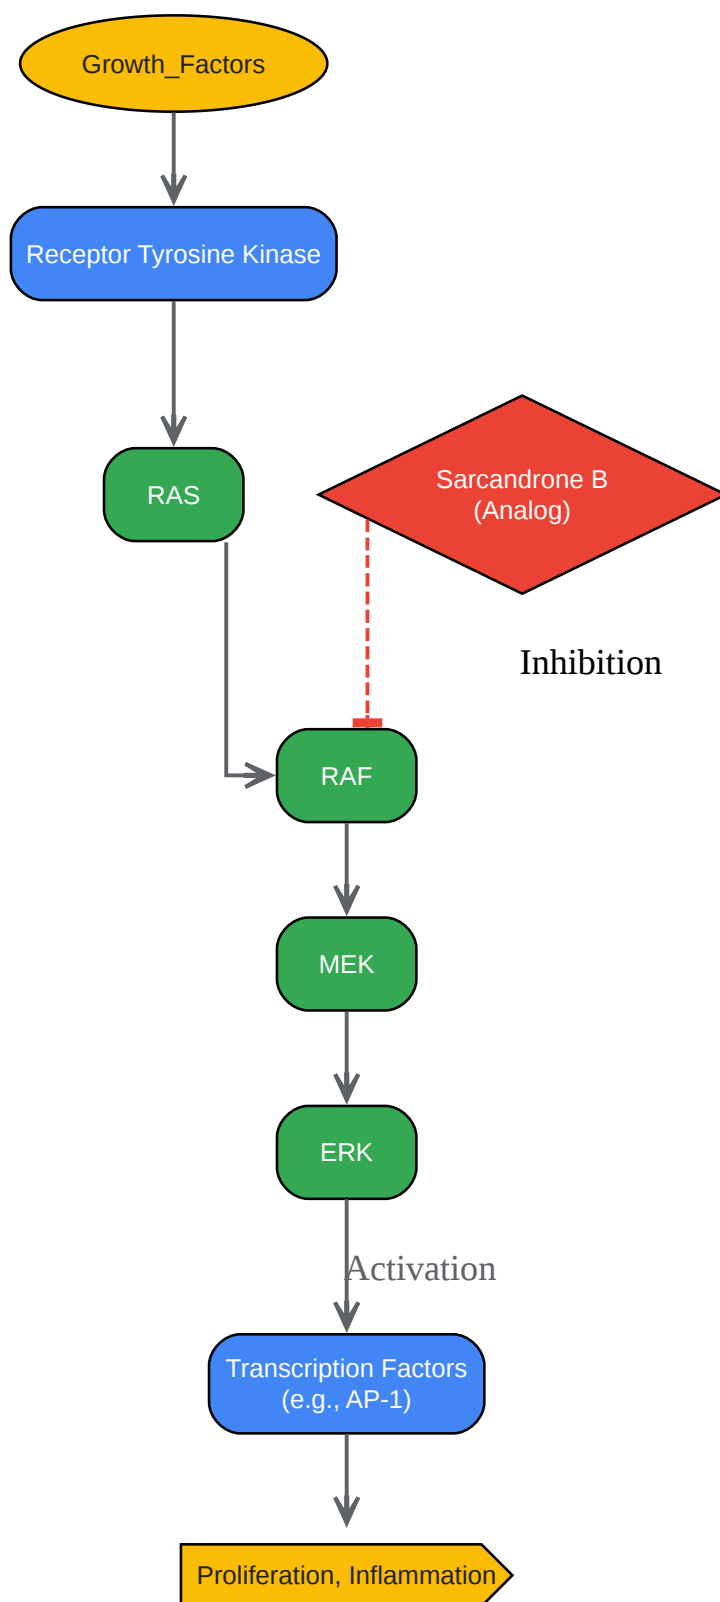 Growth_Factors
Receptor Tyrosine Kinase
RAS
Sarcandrone B
(Analog)
Inhibition
RAF
MEK
ERK
Activation
Transcription Factors
(e.g., AP-1)
Proliferation, Inflammation